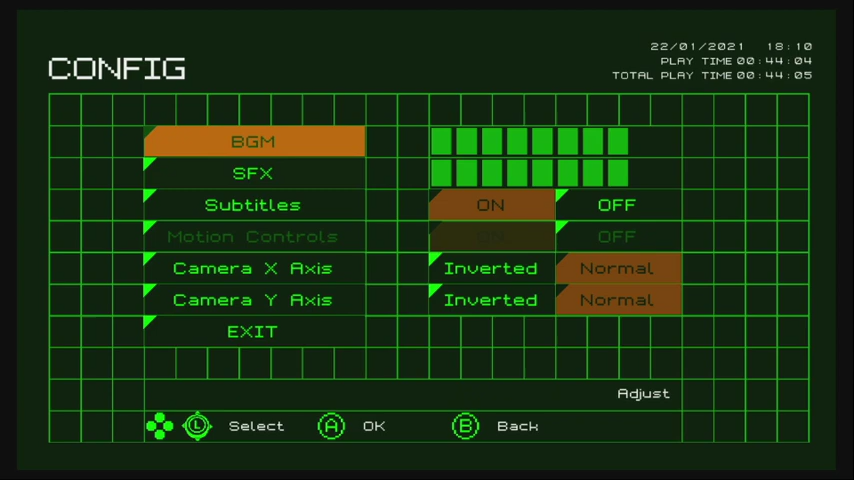 22/01/2021 18:10
CONFIG
PLAY TIME 00:44:04
TOTAL PLAY TIME 00:44:05
BGM
SFX
Subtitles ON OFF
Motion Controls ON OFF
Camera X Axis Inverted Normal
Camera Y Axis Inverted Normal
EXIT
Adjust
L Select A OK B Back